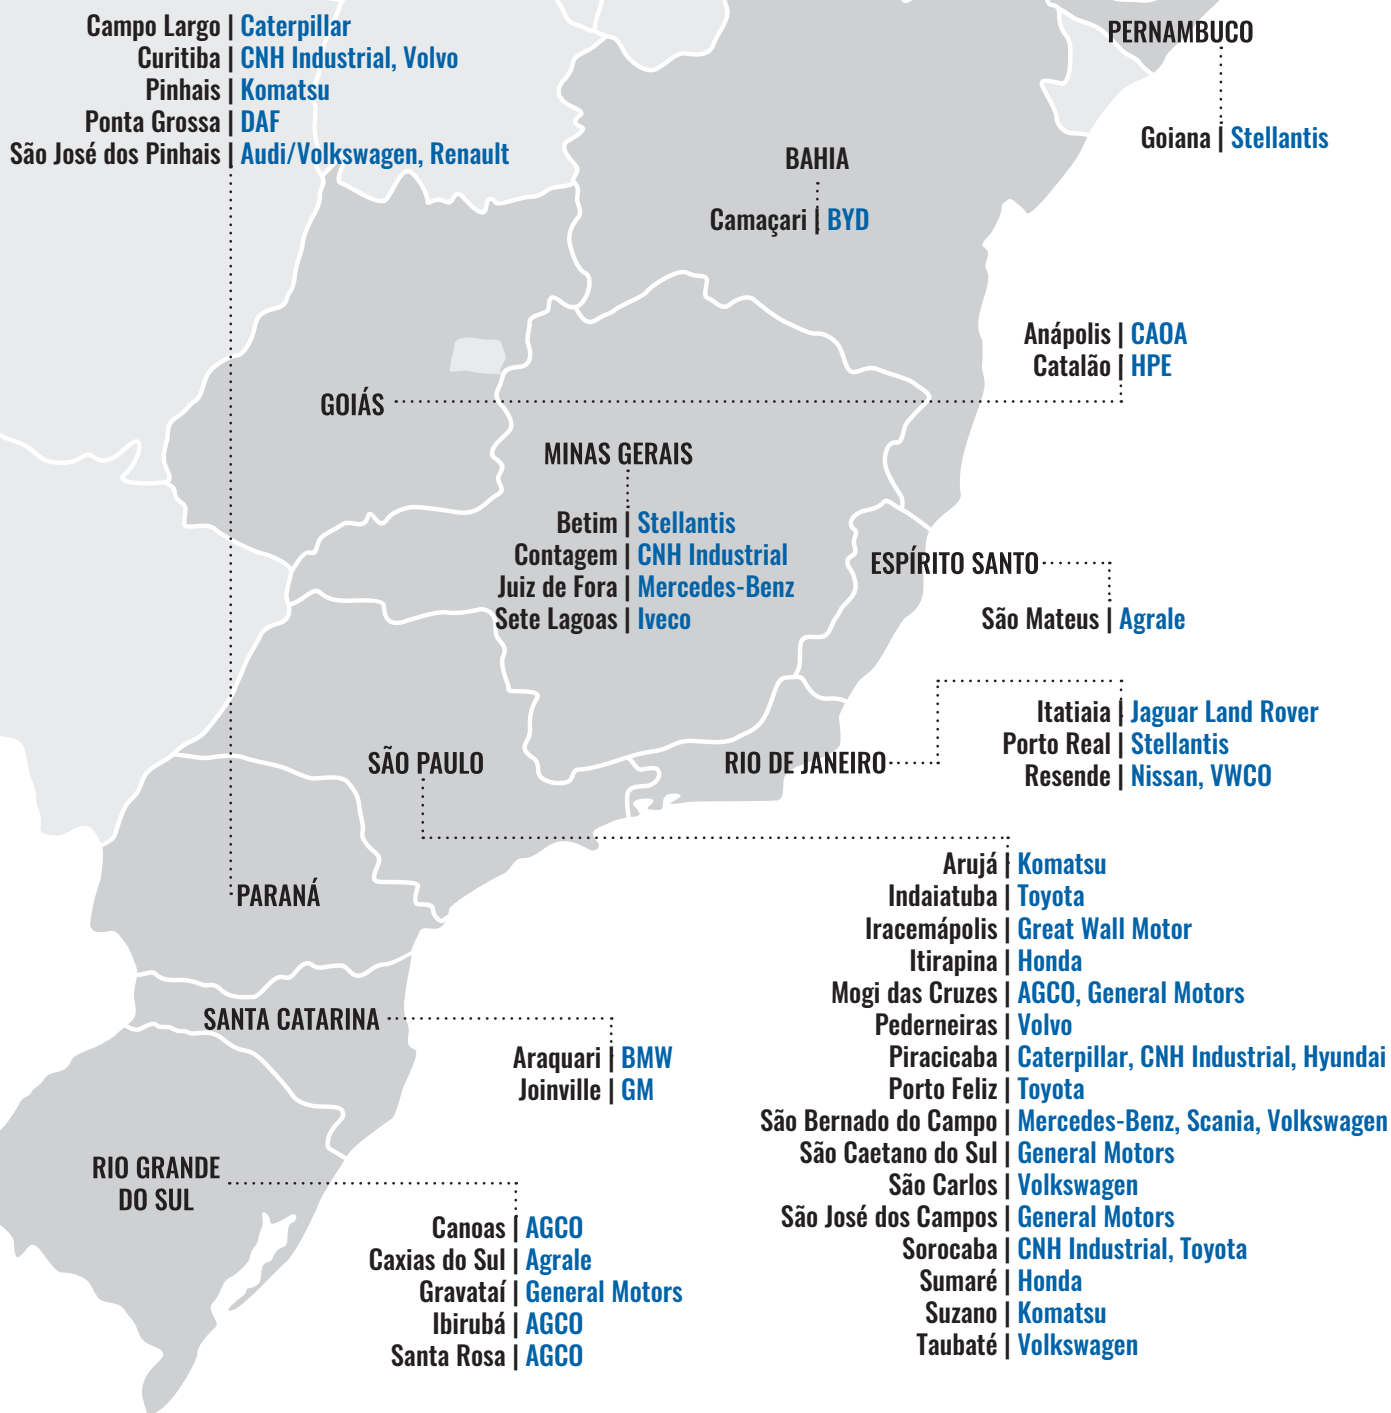 Campo Largo | Caterpillar
Curitiba | CNH Industrial, Volvo
Pinhais | Komatsu
Ponta Grossa | DAF
São José dos Pinhais | Audi/Volkswagen, Renault
PERNAMBUCO
Goiana | Stellantis
BAHIA
Camaçari | BYD
Anápolis | CAOA
Catalão | HPE
GOIÁS
MINAS GERAIS
Betim | Stellantis
Contagem | CNH Industrial
Juiz de Fora | Mercedes-Benz
Sete Lagoas | Iveco
ESPÍRITO SANTO
São Mateus | Agrale
Itatiaia | Jaguar Land Rover
Porto Real | Stellantis
Resende | Nissan, VWCO
RIO DE JANEIRO
SÃO PAULO
Arujá | Komatsu
Indaiatuba | Toyota
Iracemápolis | Great Wall Motor
Itirapina | Honda
Mogi das Cruzes | AGCO, General Motors
Pederneiras | Volvo
Piracicaba | Caterpillar, CNH Industrial, Hyundai
Porto Feliz | Toyota
São Bernado do Campo | Mercedes-Benz, Scania, Volkswagen
São Caetano do Sul | General Motors
São Carlos | Volkswagen
São José dos Campos | General Motors
Sorocaba | CNH Industrial, Toyota
Sumaré | Honda
Suzano | Komatsu
Taubaté | Volkswagen
PARANÁ
SANTA CATARINA
Araquari | BMW
Joinville | GM
RIO GRANDE
DO SUL
Canoas | AGCO
Caxias do Sul | Agrale
Gravataí | General Motors
Ibirubá | AGCO
Santa Rosa | AGCO